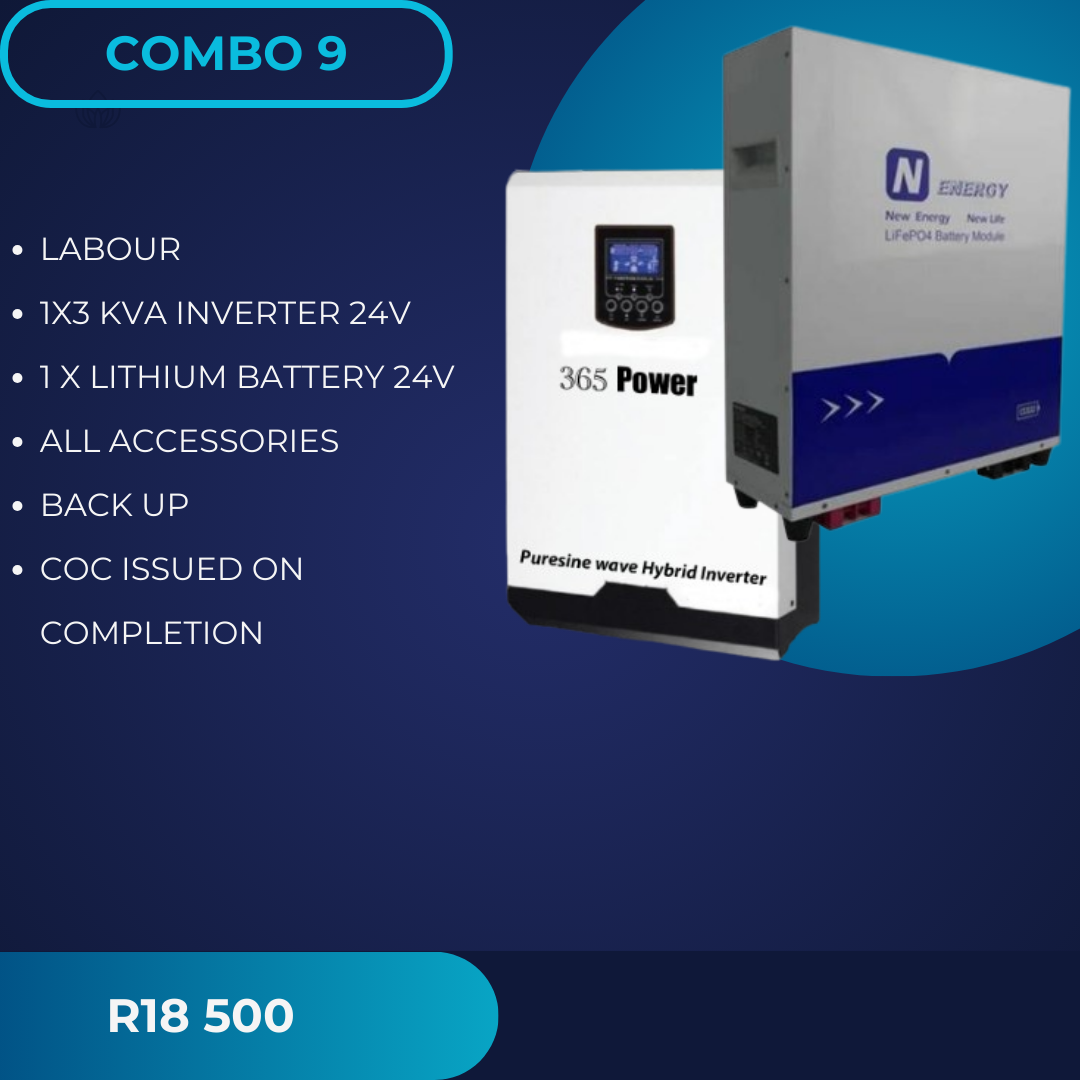 COMBO 9
LABOUR
1X3 KVA INVERTER 24V
1 X LITHIUM BATTERY 24V
ALL ACCESSORIES
BACK UP
COC ISSUED ON
COMPLETION
N ENERGY
New Energy New Life
LiFePO4 Battery Module
365 Power
Puresine wave Hybrid Inverter
R18 500